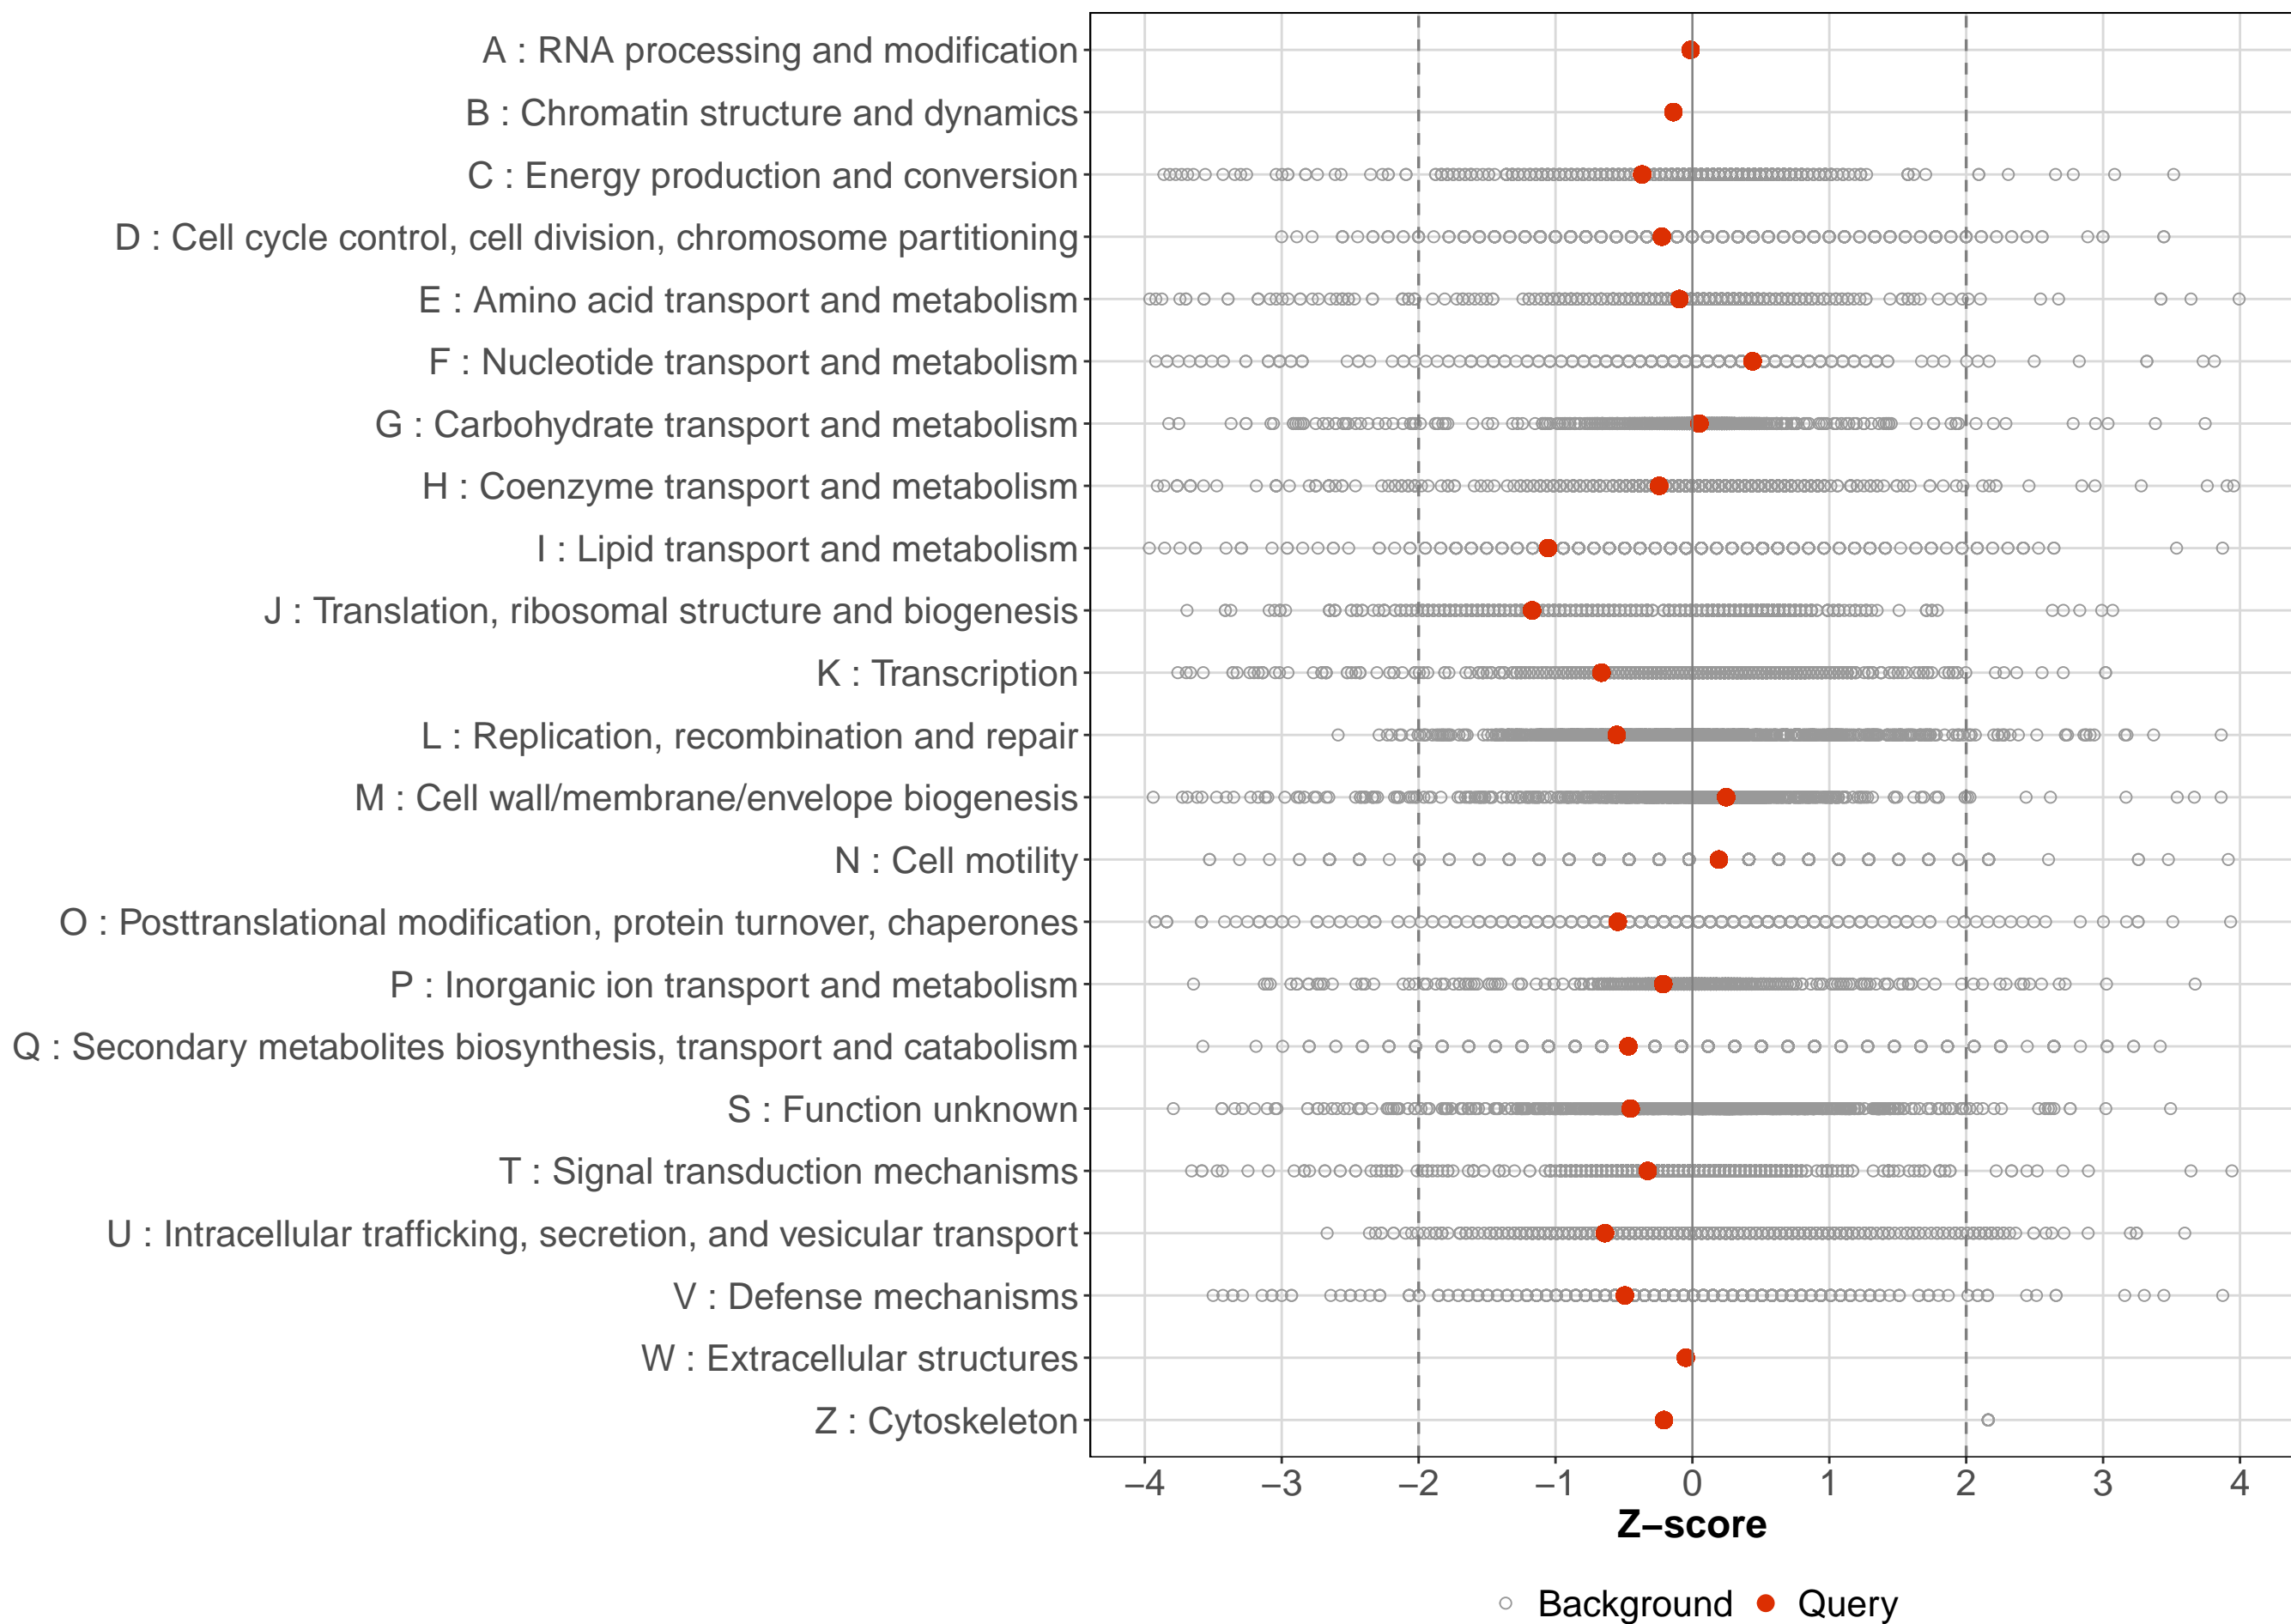 A : RNA processing and modification
B : Chromatin structure and dynamics
C : Energy production and conversion
D : Cell cycle control, cell division, chromosome partitioning
E : Amino acid transport and metabolism
F : Nucleotide transport and metabolism
G : Carbohydrate transport and metabolism
H : Coenzyme transport and metabolism
I : Lipid transport and metabolism
J : Translation, ribosomal structure and biogenesis
K : Transcription
L : Replication, recombination and repair
M : Cell wall/membrane/envelope biogenesis
N : Cell motility
O : Posttranslational modification, protein turnover, chaperones
P : Inorganic ion transport and metabolism
Q : Secondary metabolites biosynthesis, transport and catabolism
S : Function unknown
T : Signal transduction mechanisms
U : Intracellular trafficking, secretion, and vesicular transport
V : Defense mechanisms
W : Extracellular structures
Z : Cytoskeleton
−4 −3 −2 −1 0 1 2 3 4
Z−score
Background Query